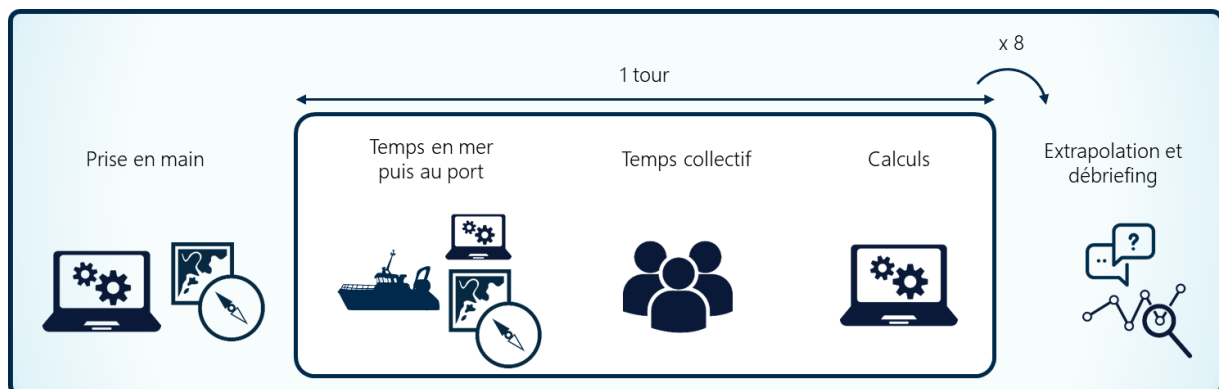 x 8
1 tour
Prise en main
Temps en mer
puis au port
Temps collectif
Calculs
Extrapolation et
débriefing
?